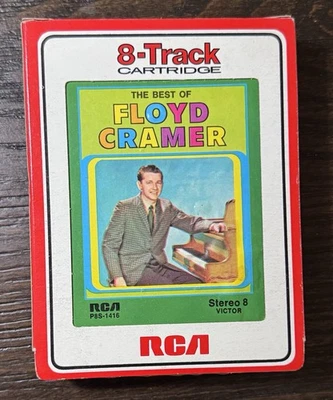 8-Track
CARTRIDGE
THE BEST OF
FLOYD
CRAMER
RCA
P8S-1416
Stereo 8
VICTOR
RCA